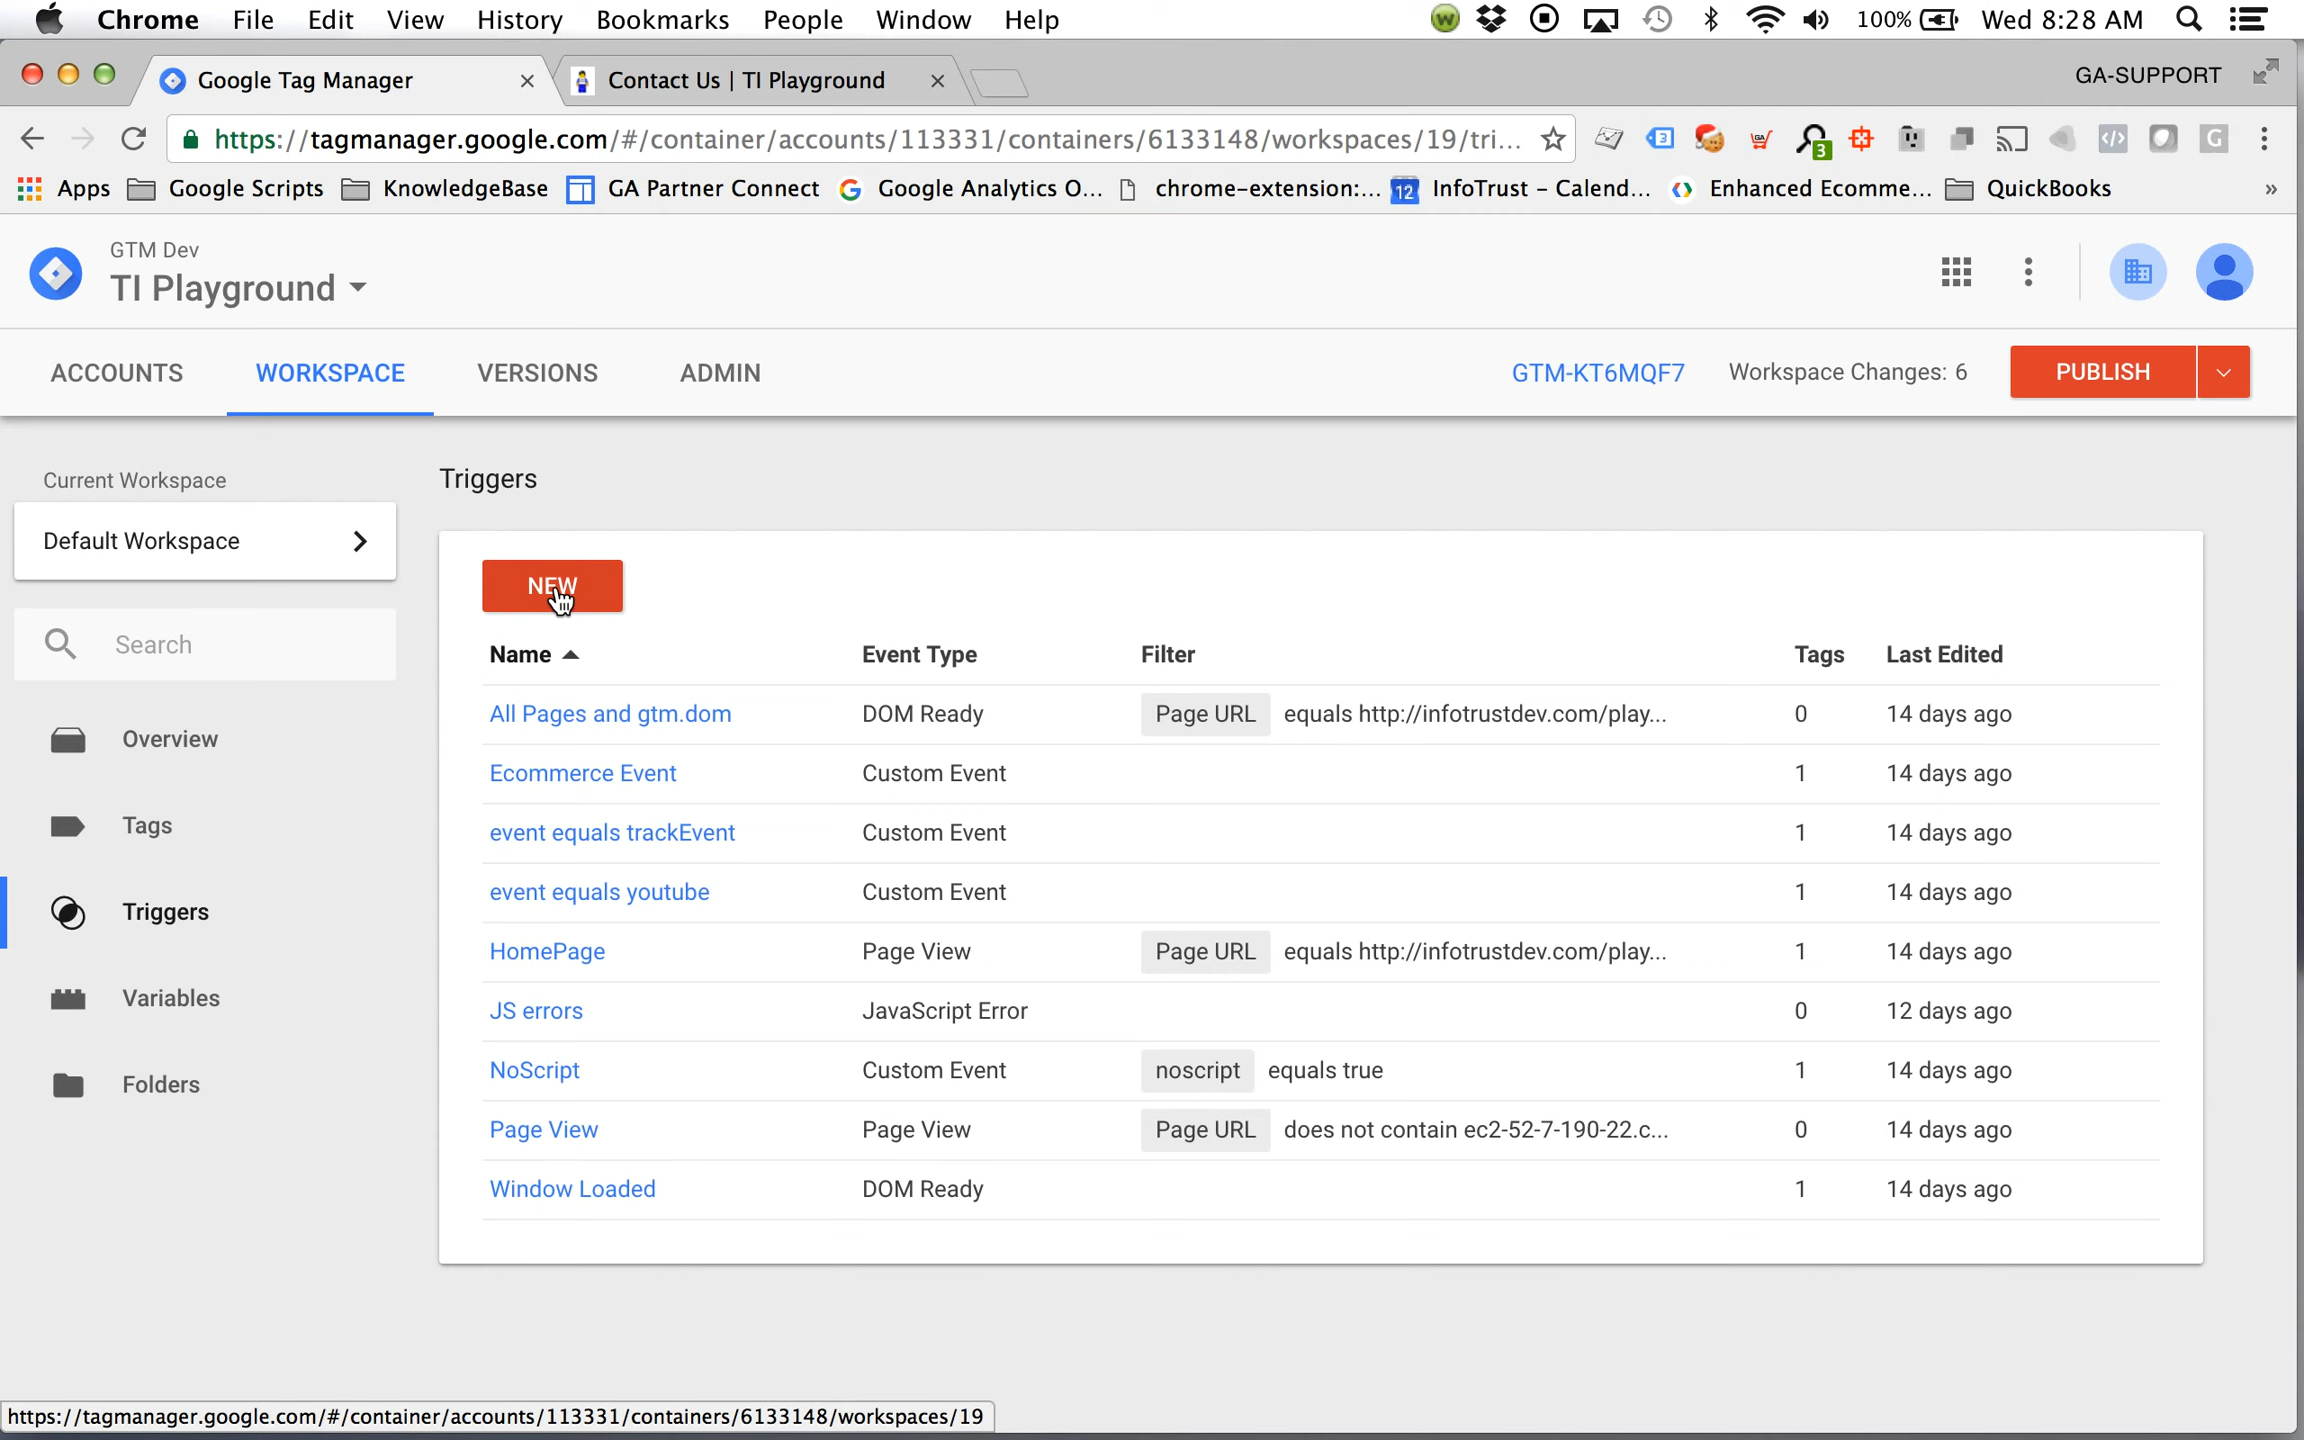 Chrome File Edit View History Bookmarks People Window Help 100% Wed 8:28 AM
Google Tag Manager Contact Us | TI Playground GA-SUPPORT
https://tagmanager.google.com/#/container/accounts/113331/containers/6133148/workspaces/19/tri...
3 3 G
Apps Google Scripts KnowledgeBase GA Partner Connect Google Analytics O... chrome-extension:... 12 InfoTrust – Calend... Enhanced Ecomme... QuickBooks »
GTM Dev
TI Playground
ACCOUNTS WORKSPACE VERSIONS ADMIN GTM-KT6MQF7 Workspace Changes: 6 PUBLISH
Current Workspace
Default Workspace
Search
Overview
Tags
Triggers
Variables
Folders
Triggers
NEW
Name Event Type Filter Tags Last Edited
All Pages and gtm.dom DOM Ready Page URL equals http://infotrustdev.com/play... 0 14 days ago
Ecommerce Event Custom Event 1 14 days ago
event equals trackEvent Custom Event 1 14 days ago
event equals youtube Custom Event 1 14 days ago
HomePage Page View Page URL equals http://infotrustdev.com/play... 1 14 days ago
JS errors JavaScript Error 0 12 days ago
NoScript Custom Event noscript equals true 1 14 days ago
Page View Page View Page URL does not contain ec2-52-7-190-22.c... 0 14 days ago
Window Loaded DOM Ready 1 14 days ago
https://tagmanager.google.com/#/container/accounts/113331/containers/6133148/workspaces/19